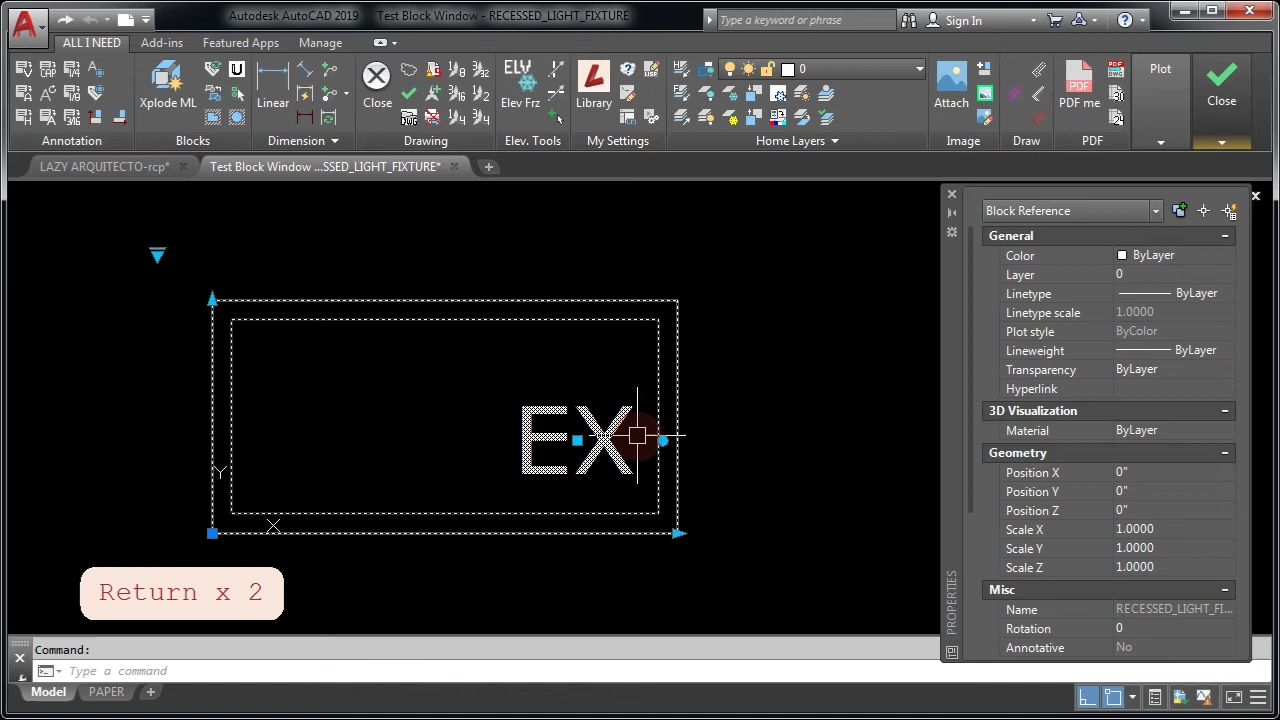 Autodesk AutoCAD 2019 Test Block Window - RECESSED_LIGHT_FIXTURE
Type a keyword or phrase
Sign In
ALL I NEED
Add-ins
Featured Apps
Manage
Xplode ML
Linear
Close
ELV
Elev Frz
Library
0
Attach
PDF me
Plot
Close
Annotation
Blocks
Dimension
Drawing
Elev. Tools
My Settings
Home Layers
Image
Draw
PDF
LAZY ARQUITECTO-rcp*
Test Block Window ...SSED_LIGHT_FIXTURE*
EX
Y
X
Return x 2
Block Reference
General
Color ByLayer
Layer 0
Linetype ByLayer
Linetype scale 1.0000
Plot style ByColor
Lineweight ByLayer
Transparency ByLayer
Hyperlink
3D Visualization
Material ByLayer
Geometry
Position X 0"
Position Y 0"
Position Z 0"
Scale X 1.0000
Scale Y 1.0000
Scale Z 1.0000
Misc
Name RECESSED_LIGHT_FI...
Rotation 0
Annotative No
PROPERTIES
Command:
Type a command
Model
PAPER